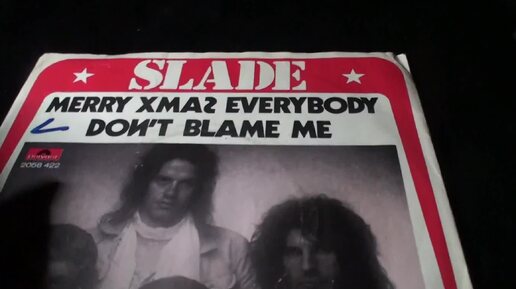 SLADE
MERRY XMAS EVERYBODY
DON'T BLAME ME
Polydor
2058 422